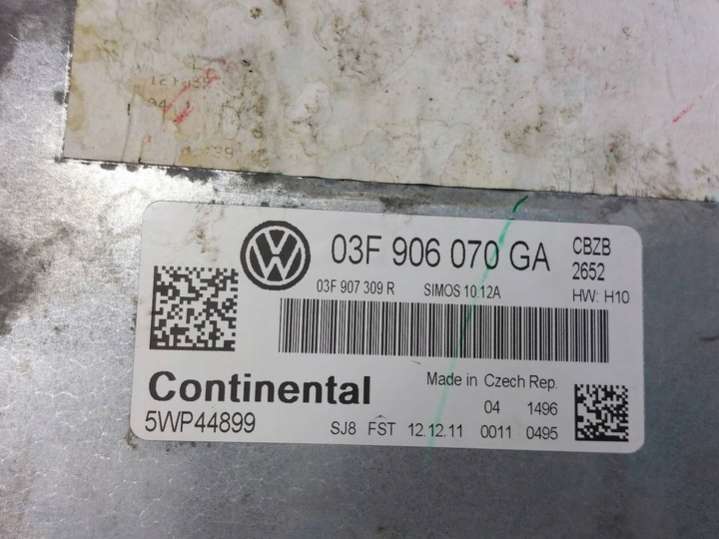 03F 906 070 GA
CBZB
2652
03F 907 309 R SIMOS 10.12A
HW: H10
Continental
Made in Czech Rep.
04 1496
5WP44899
SJ8 FST 12.12.11 0011 0495